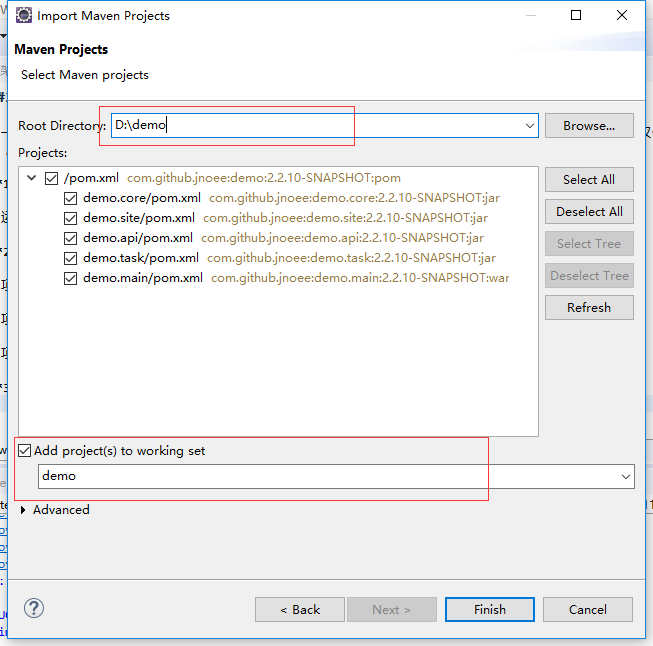 Import Maven Projects
Maven Projects
Select Maven projects
Root Directory: D:\demo Browse...
Projects:
/pom.xml com.github.jnoee:demo:2.2.10-SNAPSHOT:pom
demo.core/pom.xml com.github.jnoee:demo.core:2.2.10-SNAPSHOT:jar
demo.site/pom.xml com.github.jnoee:demo.site:2.2.10-SNAPSHOT:jar
demo.api/pom.xml com.github.jnoee:demo.api:2.2.10-SNAPSHOT:jar
demo.task/pom.xml com.github.jnoee:demo.task:2.2.10-SNAPSHOT:jar
demo.main/pom.xml com.github.jnoee:demo.main:2.2.10-SNAPSHOT:war
Select All
Deselect All
Select Tree
Deselect Tree
Refresh
Add project(s) to working set
demo
Advanced
? < Back Next > Finish Cancel